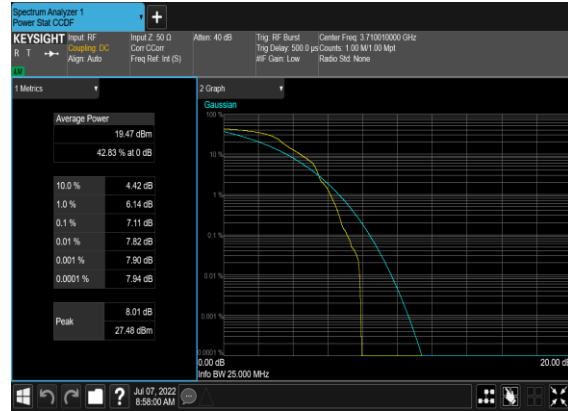 Spectrum Analyzer 1
Power Stat CCDF
+
KEYSIGHT
R T
Input: RF
Coupling: DC
Align: Auto
Input Z: 50 Ω
Corr CCorr
Freq Ref: Int (S)
Atten: 40 dB
Trig: RF Burst
Trig Delay: 500.0 µs
#IF Gain: Low
Center Freq: 3.710010000 GHz
Counts: 1.00 M/1.00 Mpt
Radio Std: None
1 Metrics
Average Power
19.47 dBm
42.83 % at 0 dB
10.0 % 4.42 dB
1.0 % 6.14 dB
0.1 % 7.11 dB
0.01 % 7.82 dB
0.001 % 7.90 dB
0.0001 % 7.94 dB
Peak
8.01 dB
27.48 dBm
2 Graph
Gaussian
100 %
10 %
1 %
0.1 %
0.01 %
0.001 %
0.0001 %
0.00 dB
20.00 dB
Info BW 25.000 MHz
?
Jul 07, 2022
8:58:00 AM